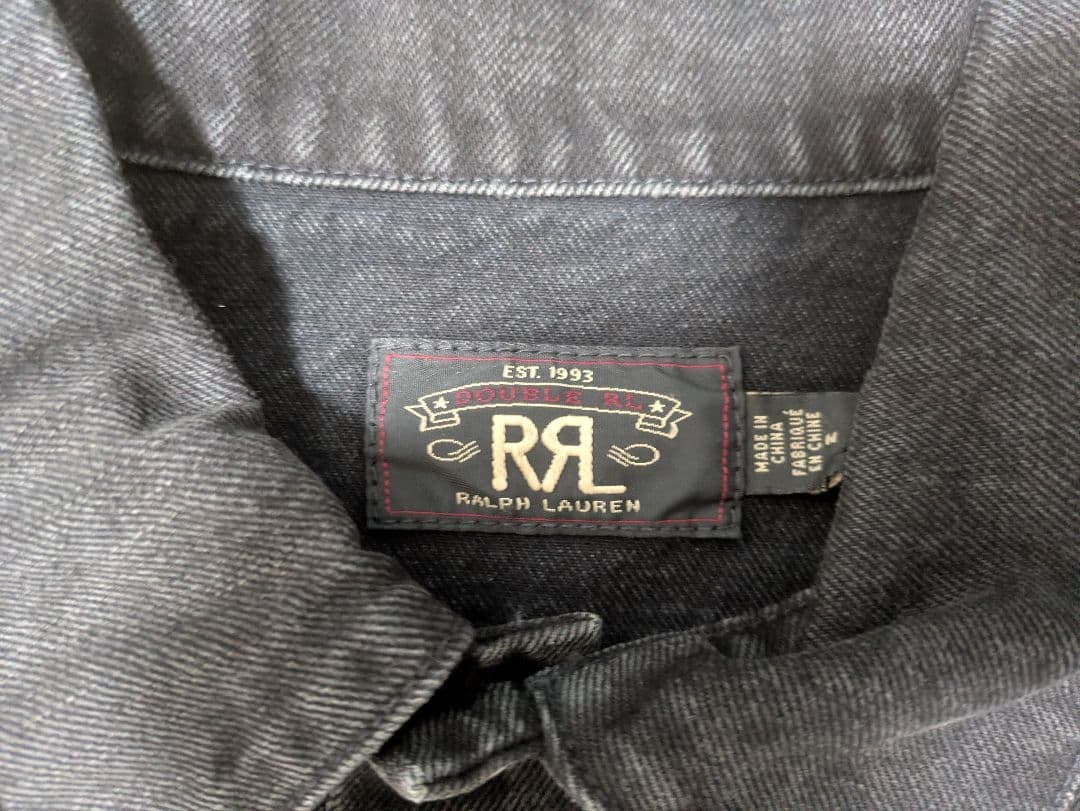 EST. 1993
DOUBLE RL
RRL
RALPH LAUREN
MADE IN
CHINA
FABRIQUÉ
EN CHINE